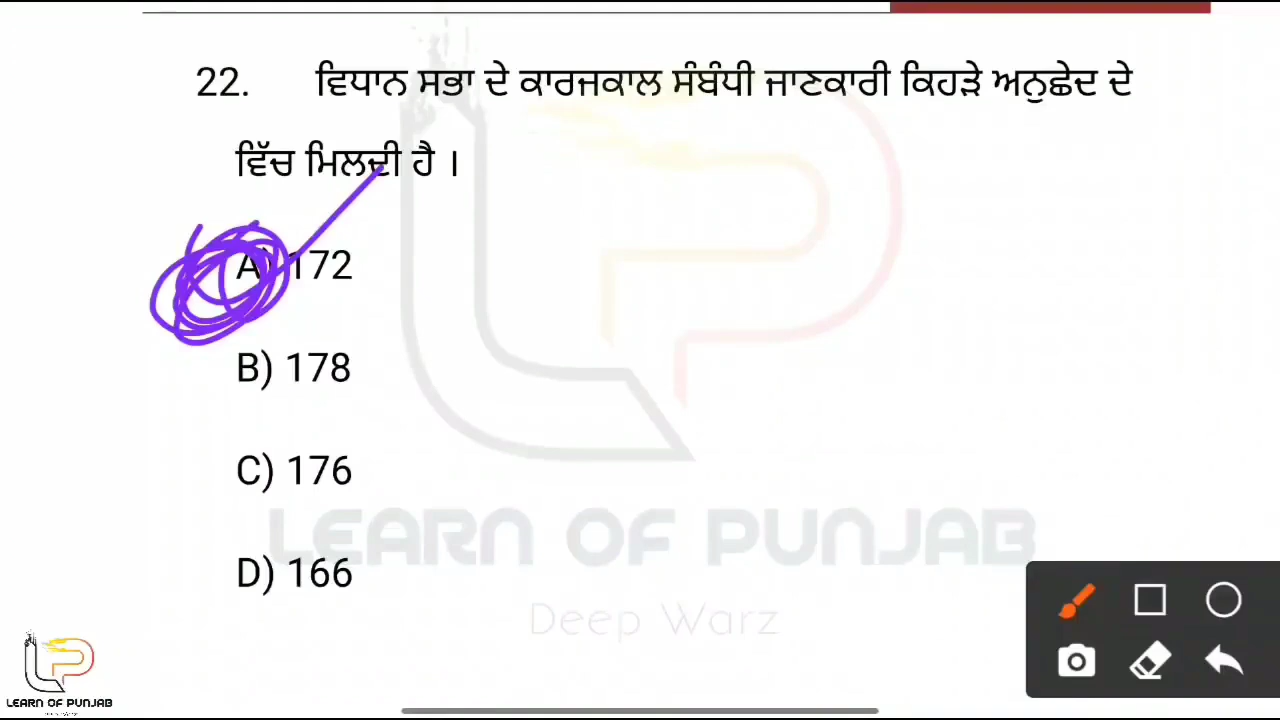 22. ਵਿਧਾਨ ਸਭਾ ਦੇ ਕਾਰਜਕਾਲ ਸੰਬੰਧੀ ਜਾਣਕਾਰੀ ਕਿਹੜੇ ਅਨੁਛੇਦ ਦੇ
ਵਿੱਚ ਮਿਲਦੀ ਹੈ ।
A) 172
B) 178
C) 176
D) 166
LEARN OF PUNJAB
Deep Warz
LEARN OF PUNJAB